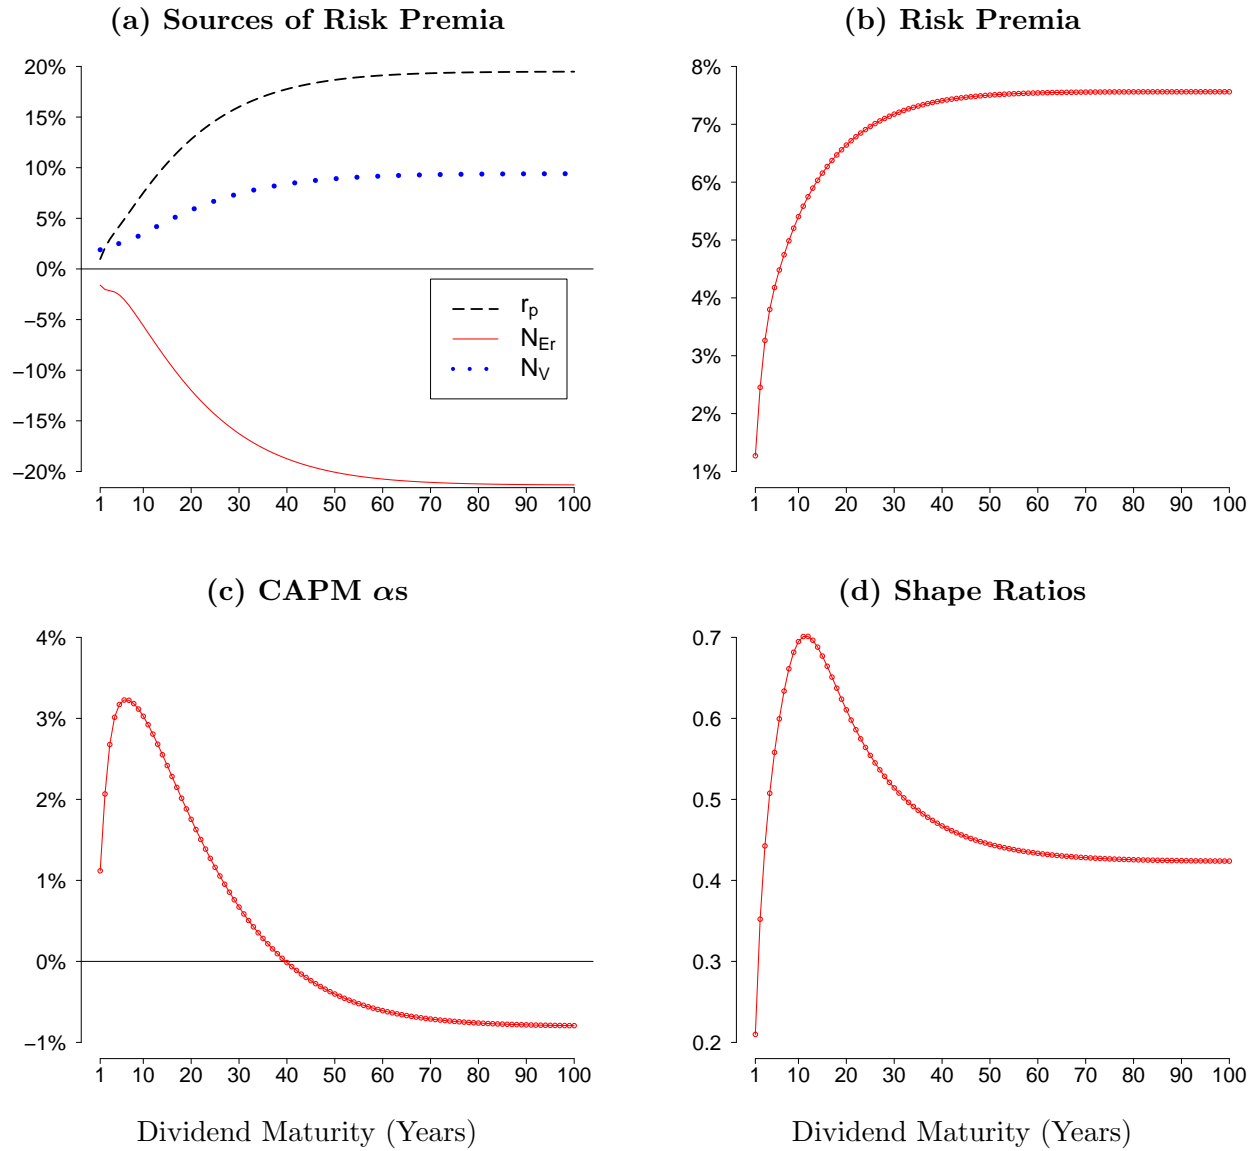 (a) Sources of Risk Premia
20%
15%
10%
5%
0%
−5%
−10%
−15%
−20%
r_p
N_Er
N_V
1 10 20 30 40 50 60 70 80 90 100
(b) Risk Premia
8%
7%
6%
5%
4%
3%
2%
1%
1 10 20 30 40 50 60 70 80 90 100
(c) CAPM αs
4%
3%
2%
1%
0%
−1%
1 10 20 30 40 50 60 70 80 90 100
Dividend Maturity (Years)
(d) Shape Ratios
0.7
0.6
0.5
0.4
0.3
0.2
1 10 20 30 40 50 60 70 80 90 100
Dividend Maturity (Years)